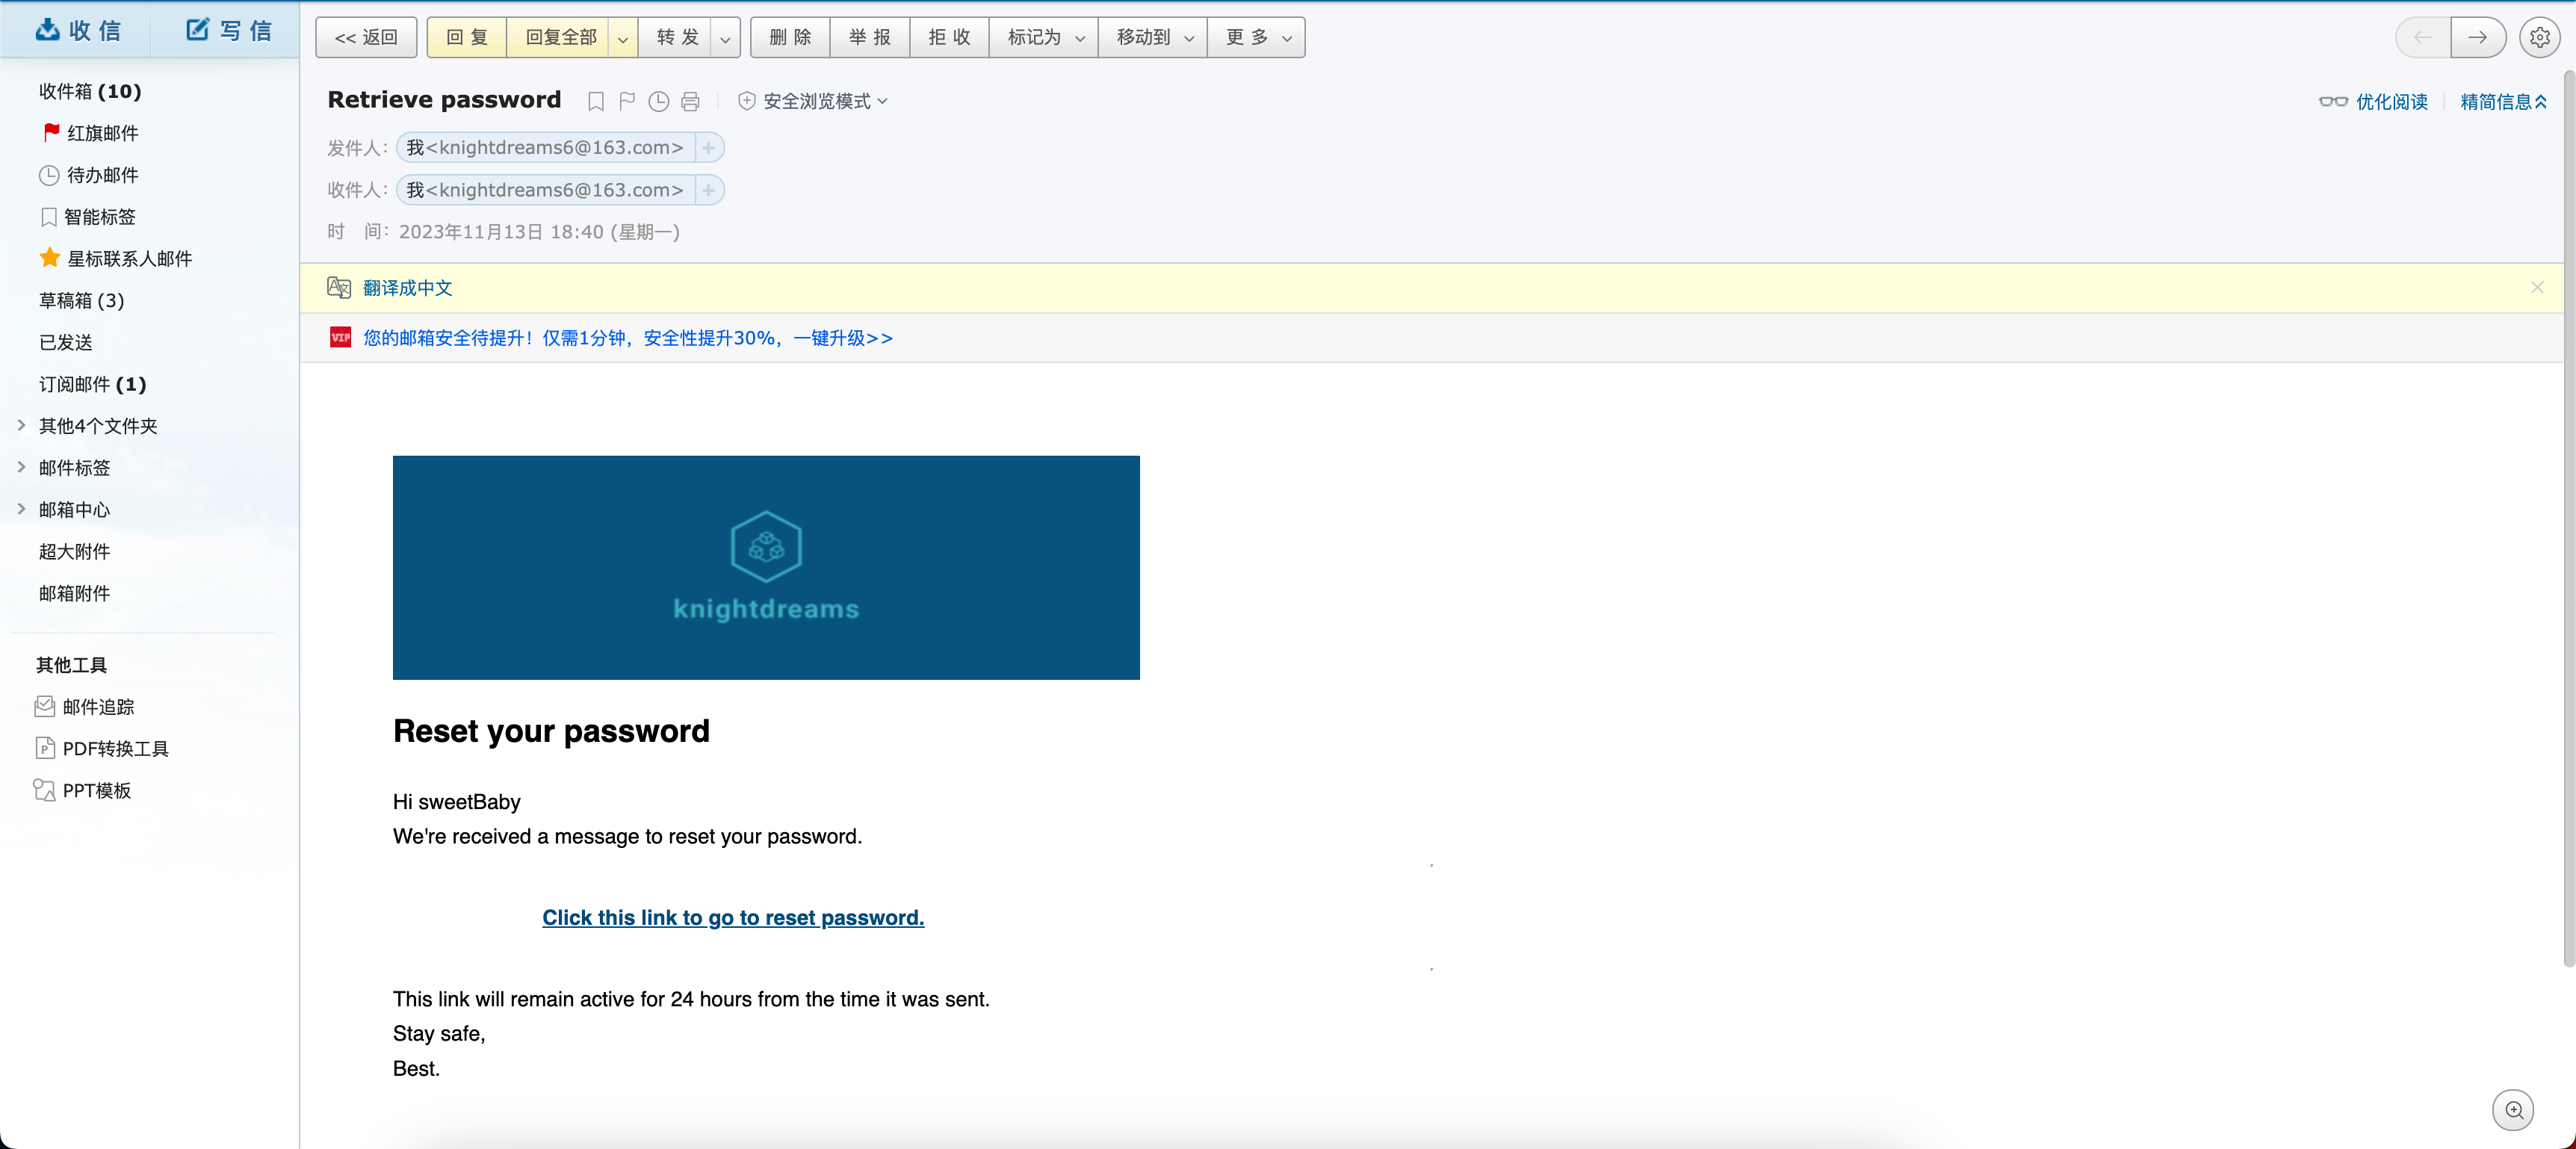 收 信
写 信
<< 返回
回 复
回复全部
转 发
删 除
举 报
拒 收
标记为
移动到
更 多
收件箱 (10)
红旗邮件
待办邮件
智能标签
星标联系人邮件
草稿箱 (3)
已发送
订阅邮件 (1)
其他4个文件夹
邮件标签
邮箱中心
超大附件
邮箱附件
其他工具
邮件追踪
PDF转换工具
PPT模板
Retrieve password
安全浏览模式
优化阅读
精简信息
发件人：
我<knightdreams6@163.com>
收件人：
我<knightdreams6@163.com>
时 间：
2023年11月13日 18:40 (星期一)
翻译成中文
VIP
您的邮箱安全待提升！仅需1分钟，安全性提升30%，一键升级>>
knightdreams
Reset your password
Hi sweetBaby
We're received a message to reset your password.
Click this link to go to reset password.
This link will remain active for 24 hours from the time it was sent.
Stay safe,
Best.